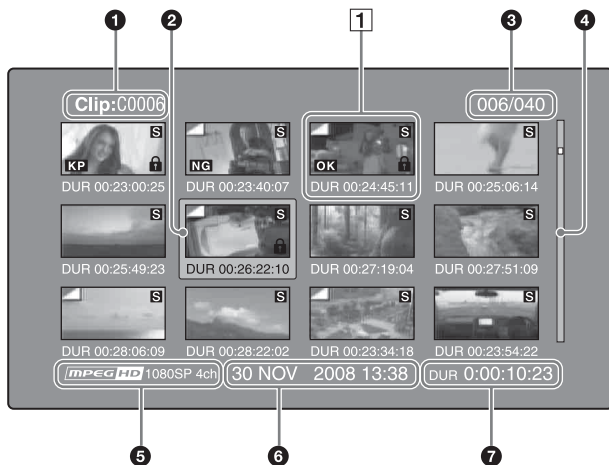 1 2 1 3 4
Clip:C0006 006/040
S S S S
KP NG OK
DUR 00:23:00:25 DUR 00:23:40:07 DUR 00:24:45:11 DUR 00:25:06:14
S S S S
DUR 00:25:49:23 DUR 00:26:22:10 DUR 00:27:19:04 DUR 00:27:51:09
S S S S
DUR 00:28:06:09 DUR 00:28:22:02 DUR 00:23:34:18 DUR 00:23:54:22
MPEG HD 1080SP 4ch 30 NOV 2008 13:38 DUR 0:00:10:23
5 6 7